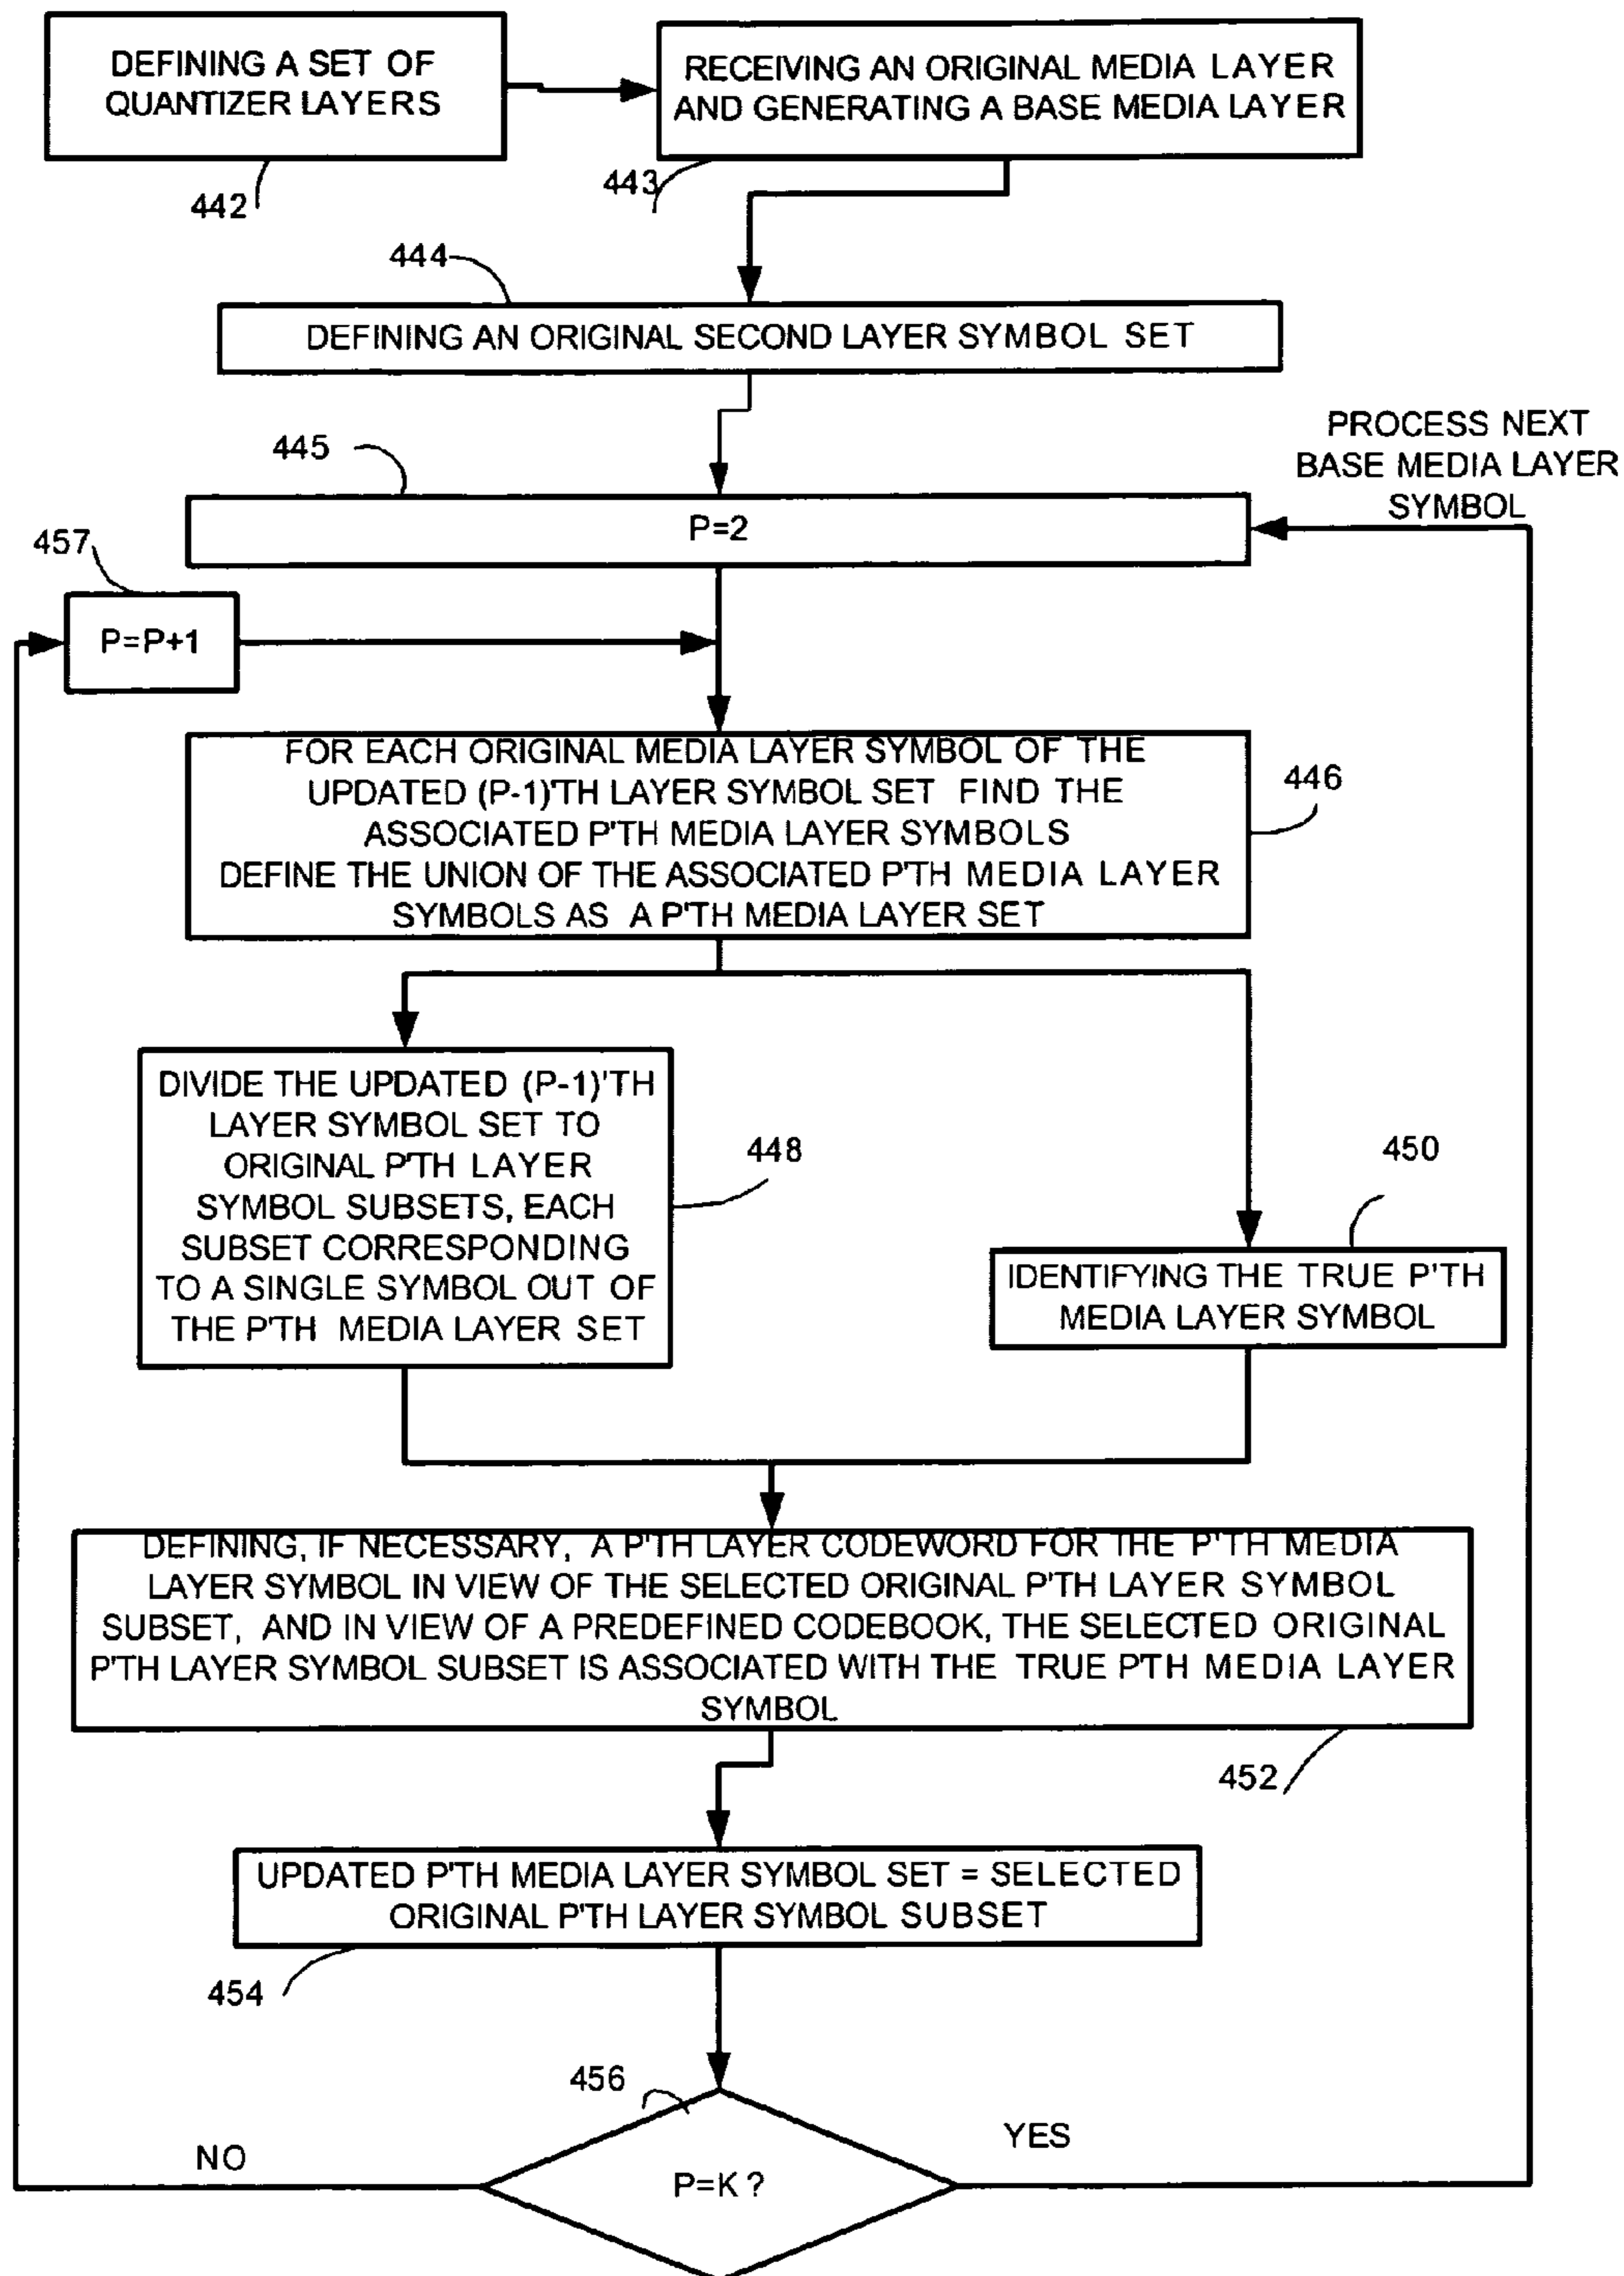 DEFINING A SET OF
QUANTIZER LAYERS
RECEIVING AN ORIGINAL MEDIA LAYER
AND GENERATING A BASE MEDIA LAYER
442
443
444
DEFINING AN ORIGINAL SECOND LAYER SYMBOL SET
PROCESS NEXT
BASE MEDIA LAYER
SYMBOL
445
P=2
457
P=P+1
FOR EACH ORIGINAL MEDIA LAYER SYMBOL OF THE
UPDATED (P-1)'TH LAYER SYMBOL SET FIND THE
ASSOCIATED P'TH MEDIA LAYER SYMBOLS
DEFINE THE UNION OF THE ASSOCIATED P'TH MEDIA LAYER
SYMBOLS AS A P'TH MEDIA LAYER SET
446
DIVIDE THE UPDATED (P-1)'TH
LAYER SYMBOL SET TO
ORIGINAL P'TH LAYER
SYMBOL SUBSETS, EACH
SUBSET CORRESPONDING
TO A SINGLE SYMBOL OUT OF
THE P'TH MEDIA LAYER SET
448
450
IDENTIFYING THE TRUE P'TH
MEDIA LAYER SYMBOL
DEFINING, IF NECESSARY, A P'TH LAYER CODEWORD FOR THE P'TH MEDIA
LAYER SYMBOL IN VIEW OF THE SELECTED ORIGINAL P'TH LAYER SYMBOL
SUBSET, AND IN VIEW OF A PREDEFINED CODEBOOK, THE SELECTED ORIGINAL
P'TH LAYER SYMBOL SUBSET IS ASSOCIATED WITH THE TRUE PTH MEDIA LAYER
SYMBOL
452
UPDATED P'TH MEDIA LAYER SYMBOL SET = SELECTED
ORIGINAL P'TH LAYER SYMBOL SUBSET
454
456
NO
P=K ?
YES